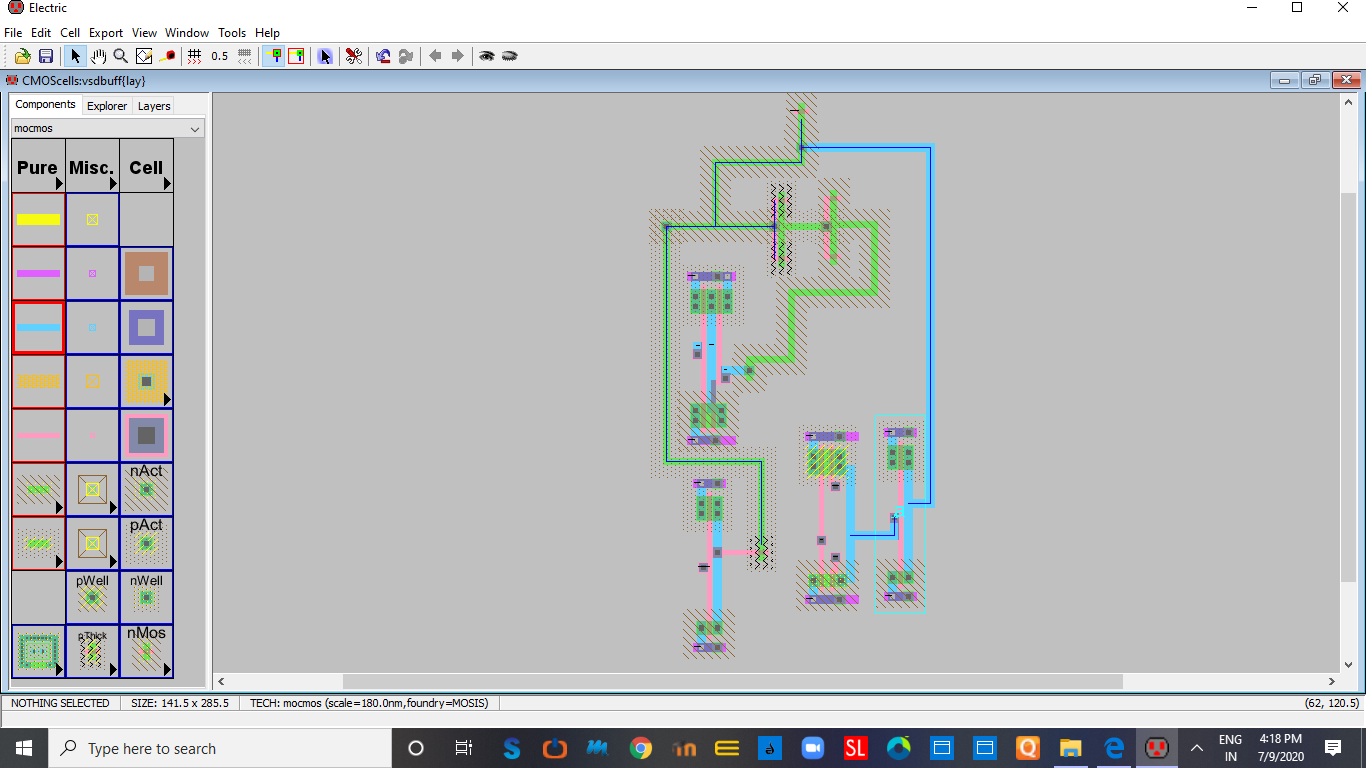 Electric
File Edit Cell Export View Window Tools Help
0.5
CMOScells:vsdbuff{lay}
Components Explorer Layers
mocmos
Pure Misc. Cell
nAct
pAct
pWell nWell
pThick nMos
NOTHING SELECTED SIZE: 141.5 x 285.5 TECH: mocmos (scale=180.0nm,foundry=MOSIS) (62, 120.5)
Type here to search
S SL in Q e
ENG 4:18 PM
IN 7/9/2020